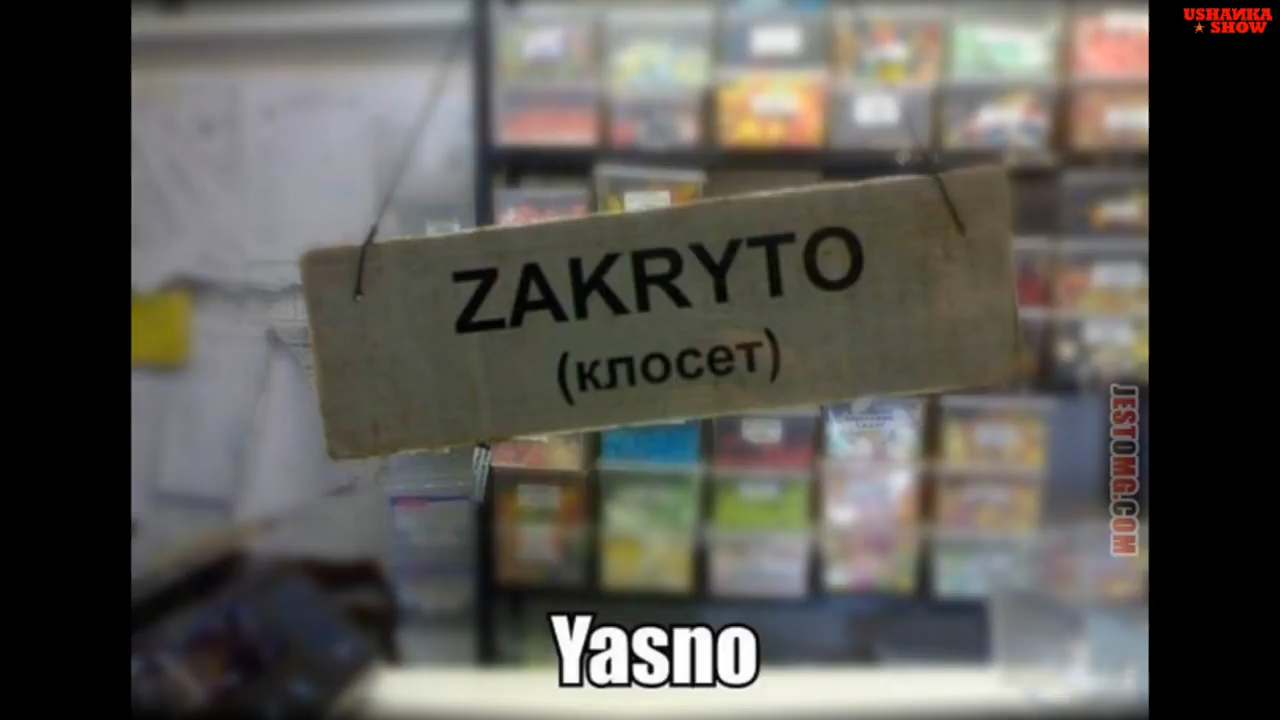 USHANKA
SHOW
ZAKRYTO
(клосет)
JESTOMG.COM
Yasno